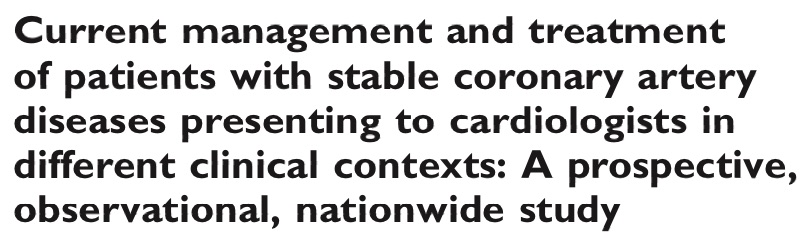 Current management and treatment
of patients with stable coronary artery
diseases presenting to cardiologists in
different clinical contexts: A prospective,
observational, nationwide study